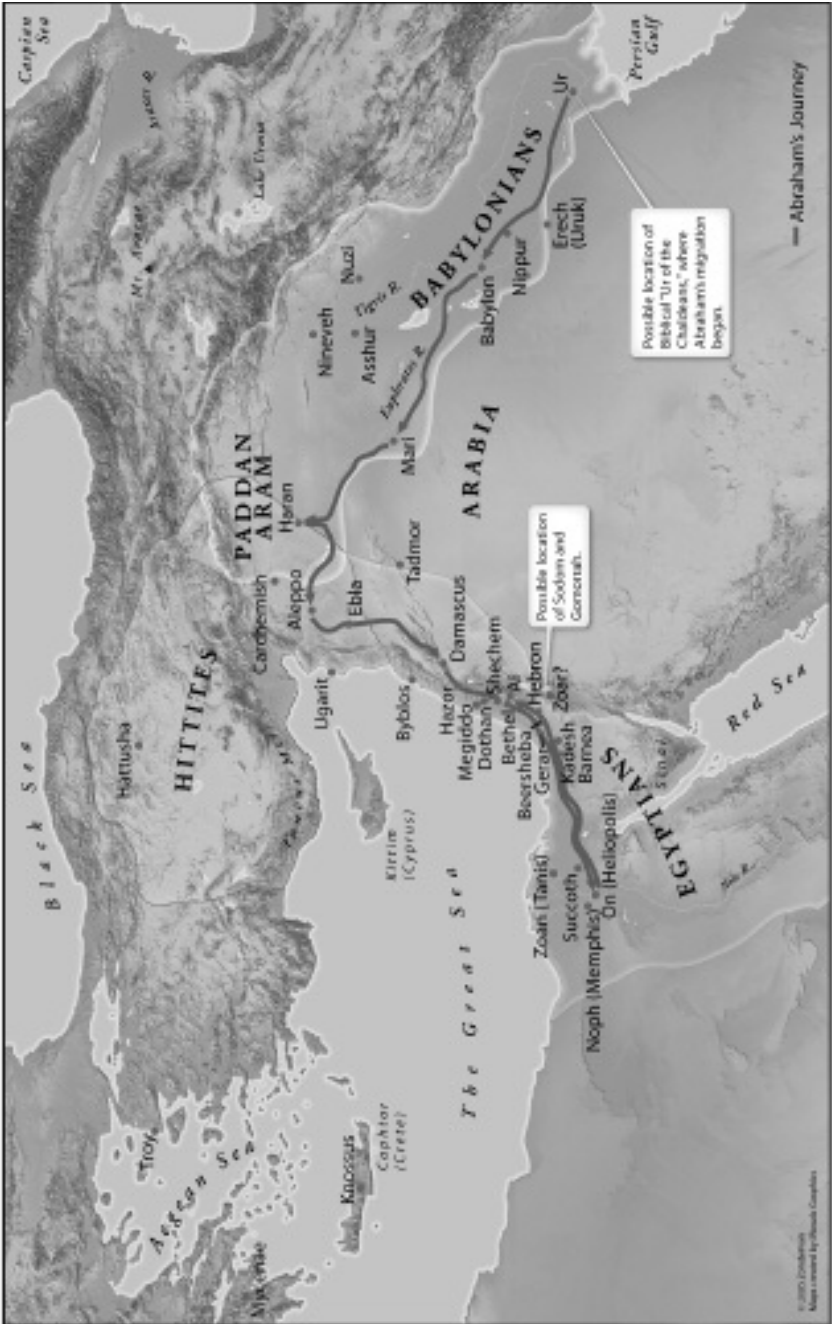 Black Sea
Caspian
Sea
Aegean Sea
Troy
Knossus
Caphtor
(Crete)
The Great Sea
Kittim
(Cyprus)
HITTITES
Hattusha
Mt. Ararat
Lake Urmia
PADDAN
ARAM
Haran
Carchemish
Aleppo
Ebla
Ugarit
Byblos
Tadmor
Damascus
Hazor
Megiddo
Dothan
Shechem
Bethel
Ai
Beersheba
Hebron
Gerar
Zoar?
Kadesh
Barnea
Nineveh
Nuzi
Asshur
Tigris R.
Euphrates R.
Mari
BABYLONIANS
Babylon
Nippur
Erech
(Uruk)
Ur
Persian
Gulf
ARABIA
Possible location
of Sodom and
Gomorrah.
Possible location of
Biblical "Ur of the
Chaldeans," where
Abraham's migration
began.
Zoan (Tanis)
Succoth
On (Heliopolis)
Noph (Memphis)
EGYPTIANS
Sinai
Nile R.
Red Sea
Abraham's Journey
© 2005 Zondervan